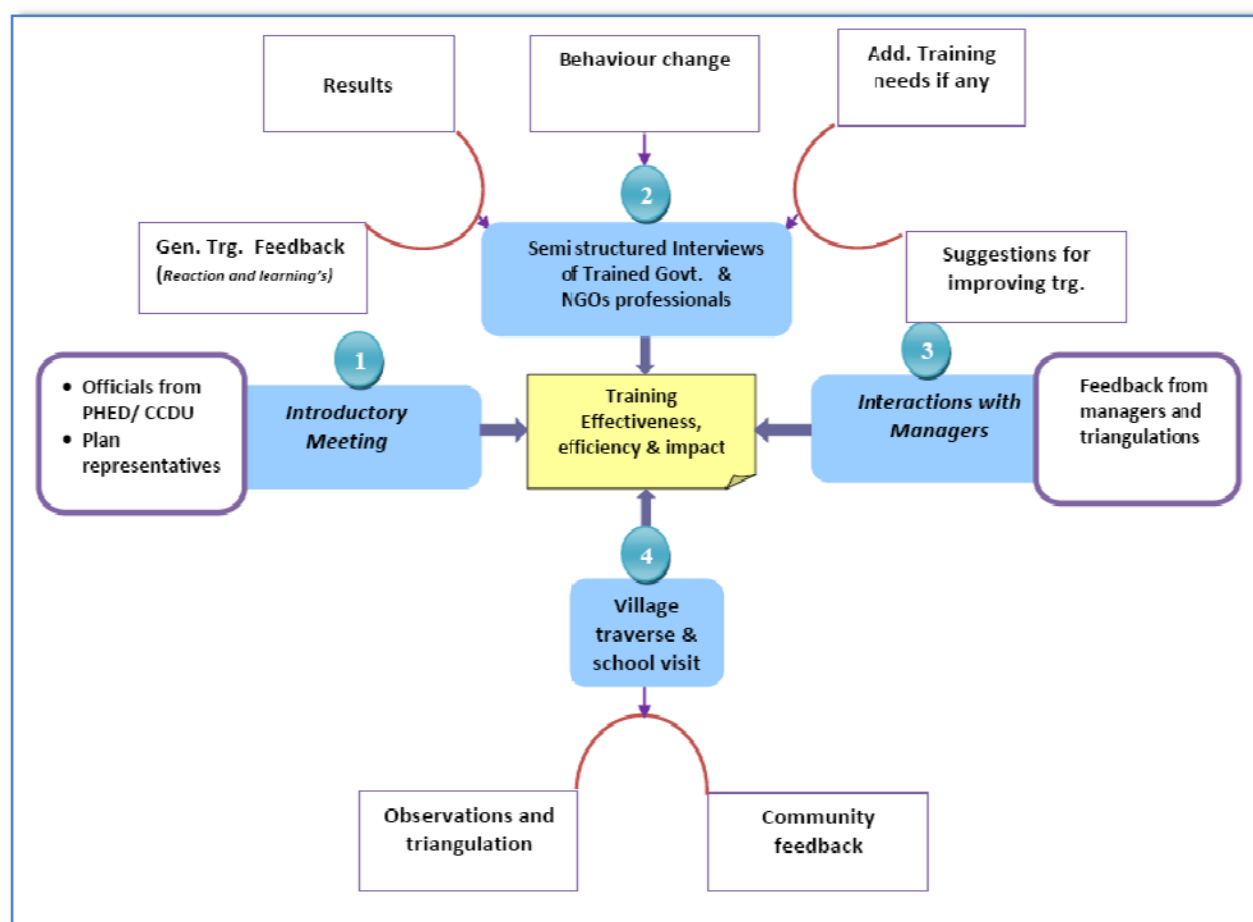 Results
Behaviour change
Add. Training
needs if any
2
Gen. Trg. Feedback
(Reaction and learning's)
Semi structured Interviews
of Trained Govt. &
NGOs professionals
Suggestions for
improving trg.
1
3
• Officials from
PHED/ CCDU
• Plan
representatives
Introductory
Meeting
Training
Effectiveness,
efficiency & impact
Interactions with
Managers
Feedback from
managers and
triangulations
4
Village
traverse &
school visit
Observations and
triangulation
Community
feedback